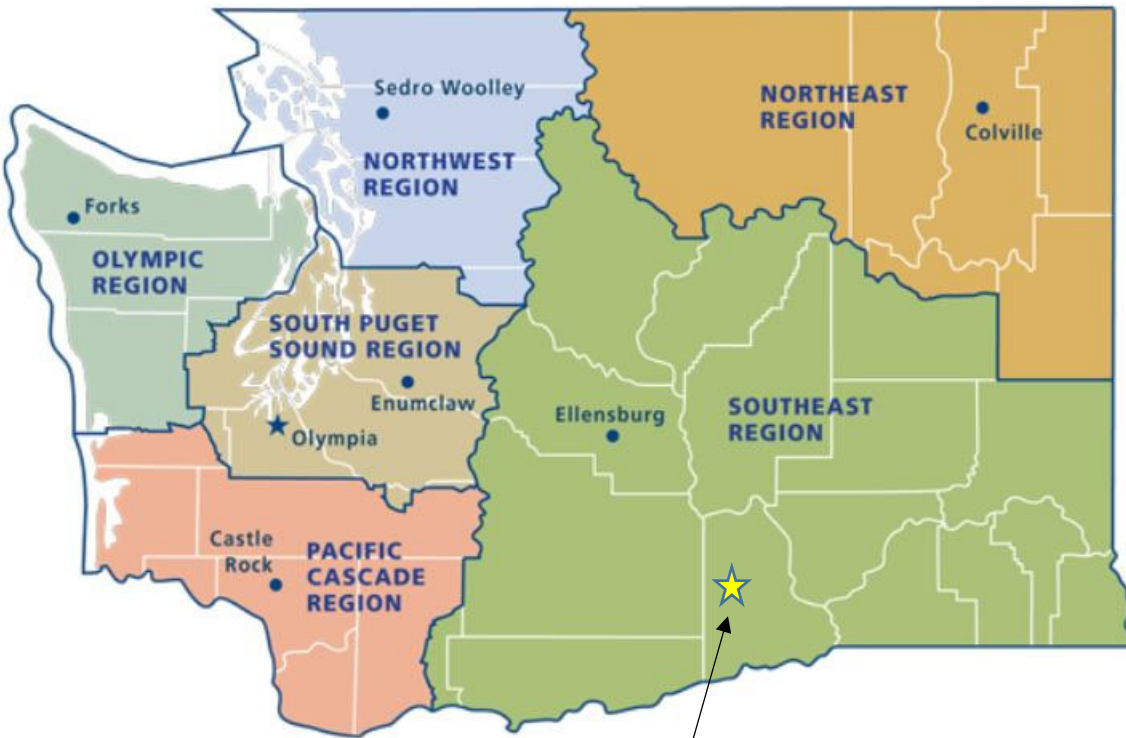 Sedro Woolley
NORTHWEST
REGION
NORTHEAST
REGION
Colville
Forks
OLYMPIC
REGION
SOUTH PUGET
SOUND REGION
Enumclaw
Olympia
Ellensburg
SOUTHEAST
REGION
Castle
Rock
PACIFIC
CASCADE
REGION